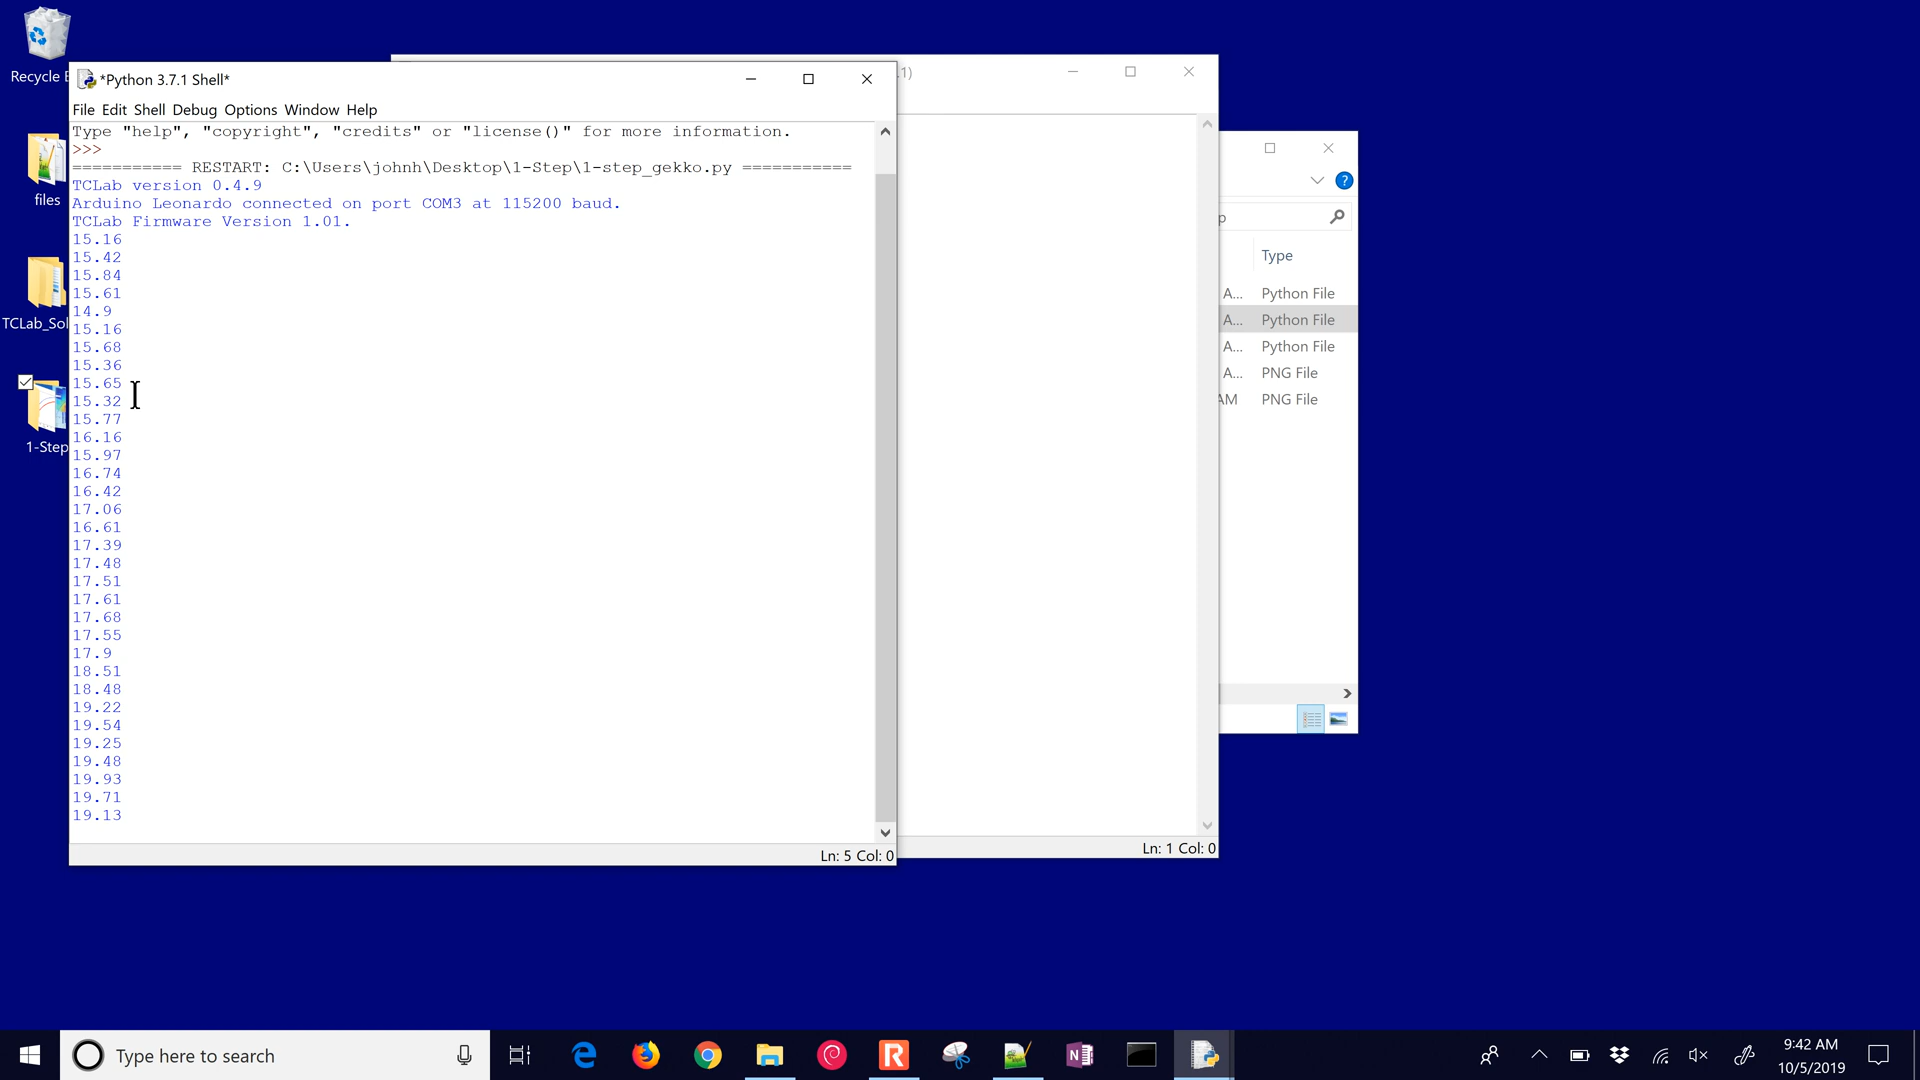 Recycle B
files
TCLab_Sol
1-Step
*Python 3.7.1 Shell*
File Edit Shell Debug Options Window Help
Type "help", "copyright", "credits" or "license()" for more information.
>>>
=========== RESTART: C:\Users\johnh\Desktop\1-Step\1-step_gekko.py ===========
TCLab version 0.4.9
Arduino Leonardo connected on port COM3 at 115200 baud.
TCLab Firmware Version 1.01.
15.16
15.42
15.84
15.61
14.9
15.16
15.68
15.36
15.65
15.32
15.77
16.16
15.97
16.74
16.42
17.06
16.61
17.39
17.48
17.51
17.61
17.68
17.55
17.9
18.51
18.48
19.22
19.54
19.25
19.48
19.93
19.71
19.13
Ln: 5 Col: 0
.1)
Ln: 1 Col: 0
p
Type
A... Python File
A... Python File
A... Python File
A... PNG File
AM PNG File
Type here to search
9:42 AM
10/5/2019